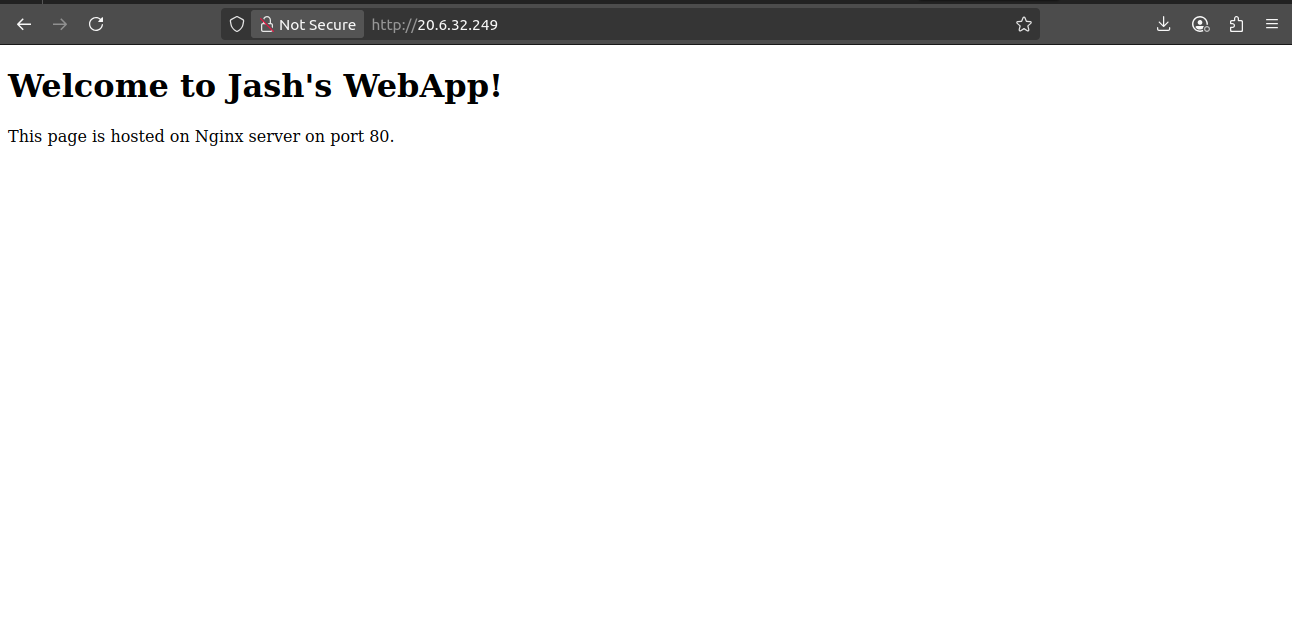 Not Secure http://20.6.32.249
Welcome to Jash's WebApp!
This page is hosted on Nginx server on port 80.